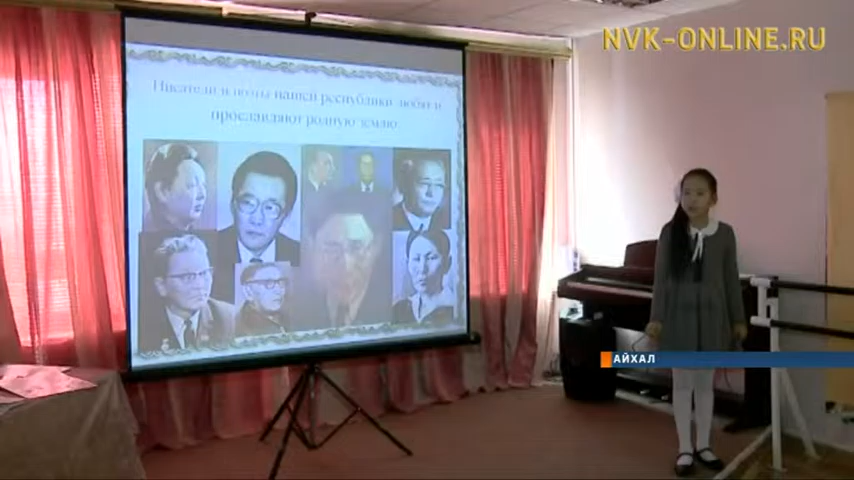 NVK-ONLINE.RU
Писатели и поэты нашей республики любят и
прославляют родную землю.
АЙХАЛ